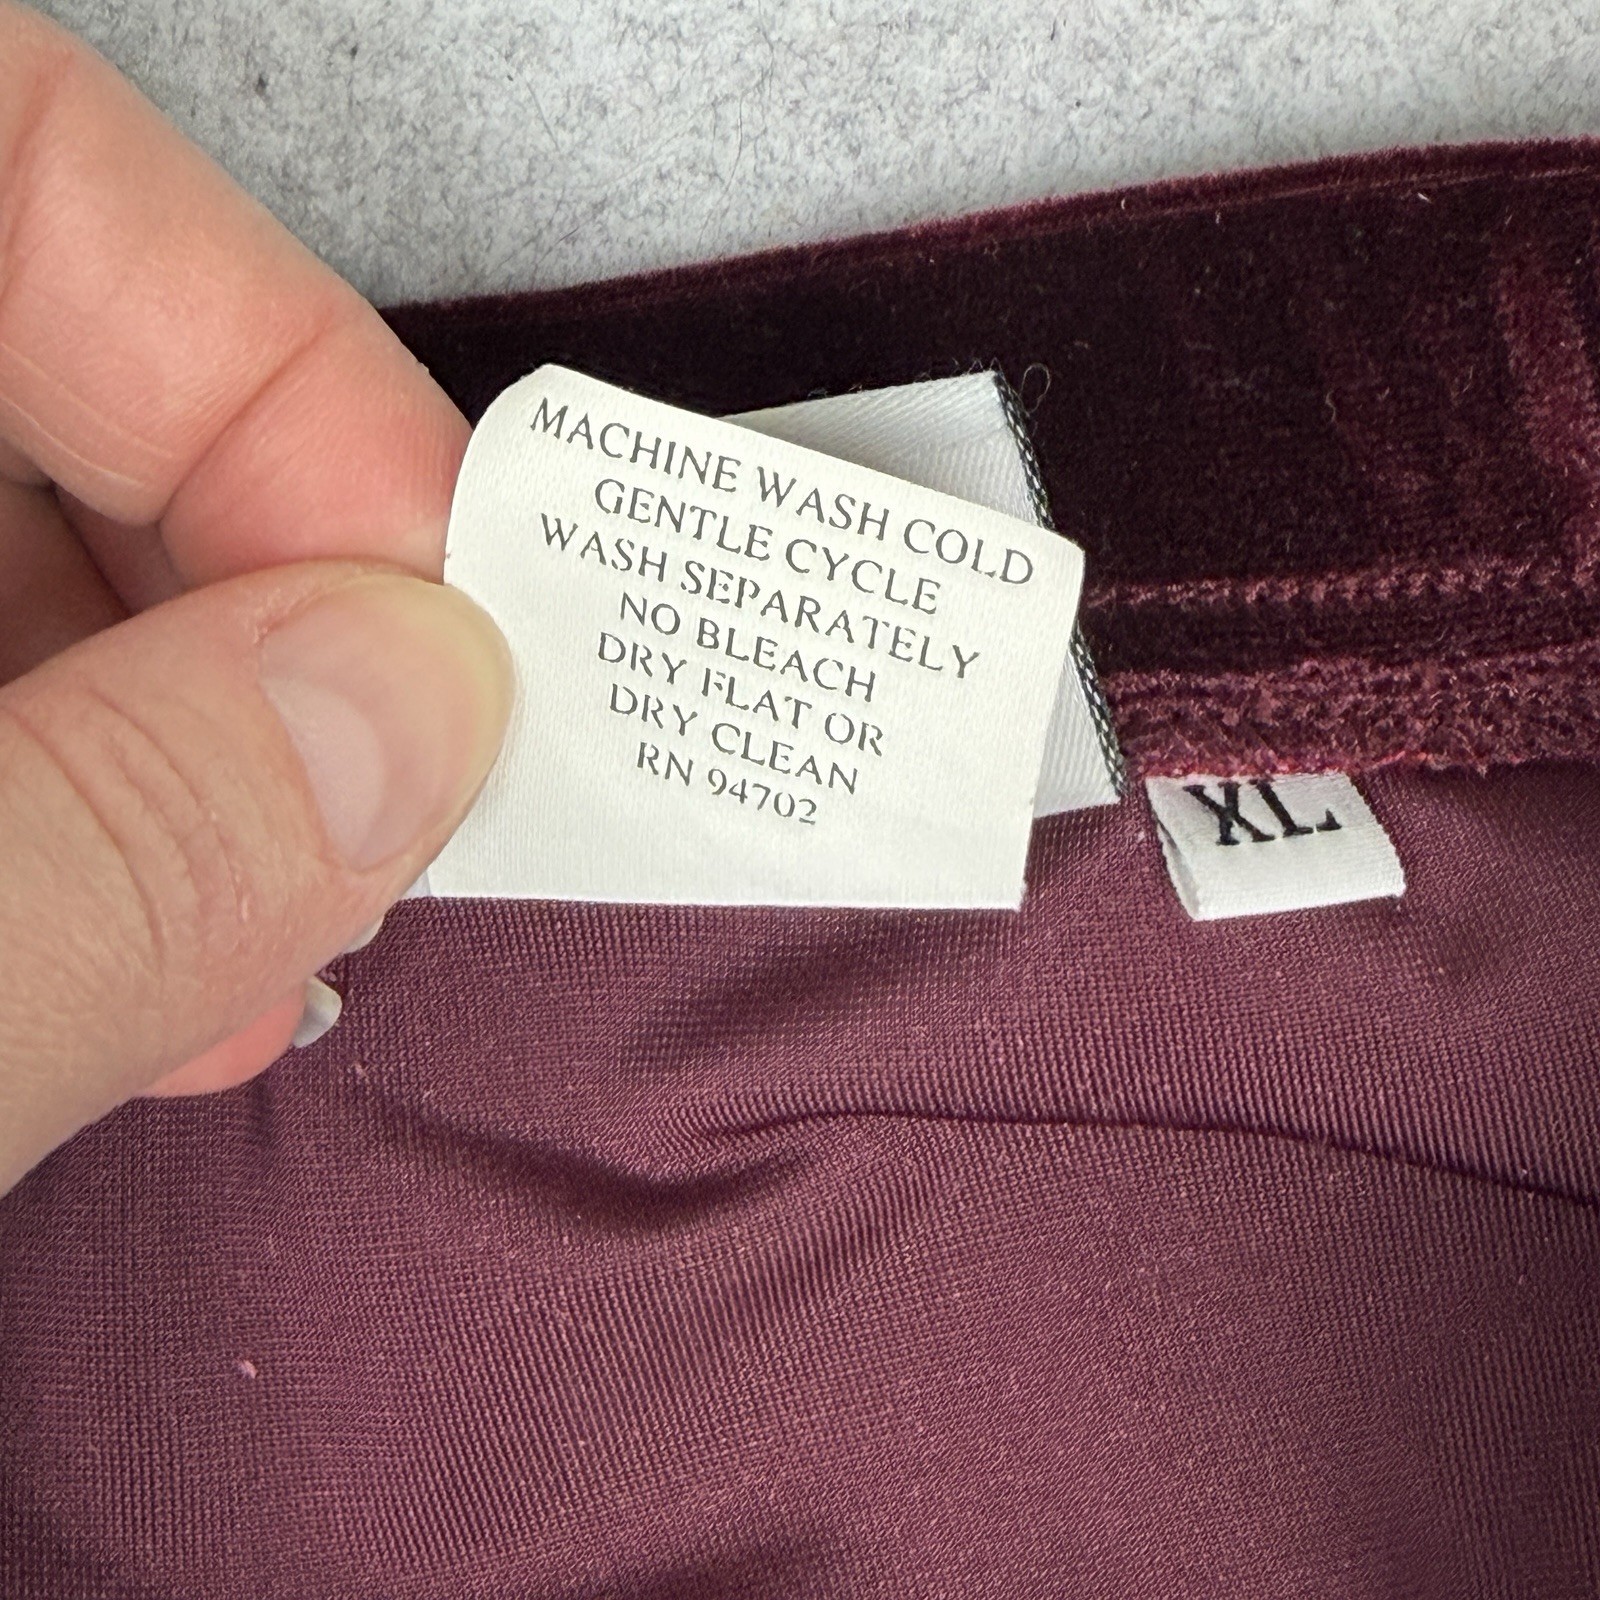 MACHINE WASH COLD
GENTLE CYCLE
WASH SEPARATELY
NO BLEACH
DRY FLAT OR
DRY CLEAN
RN 94702
XL